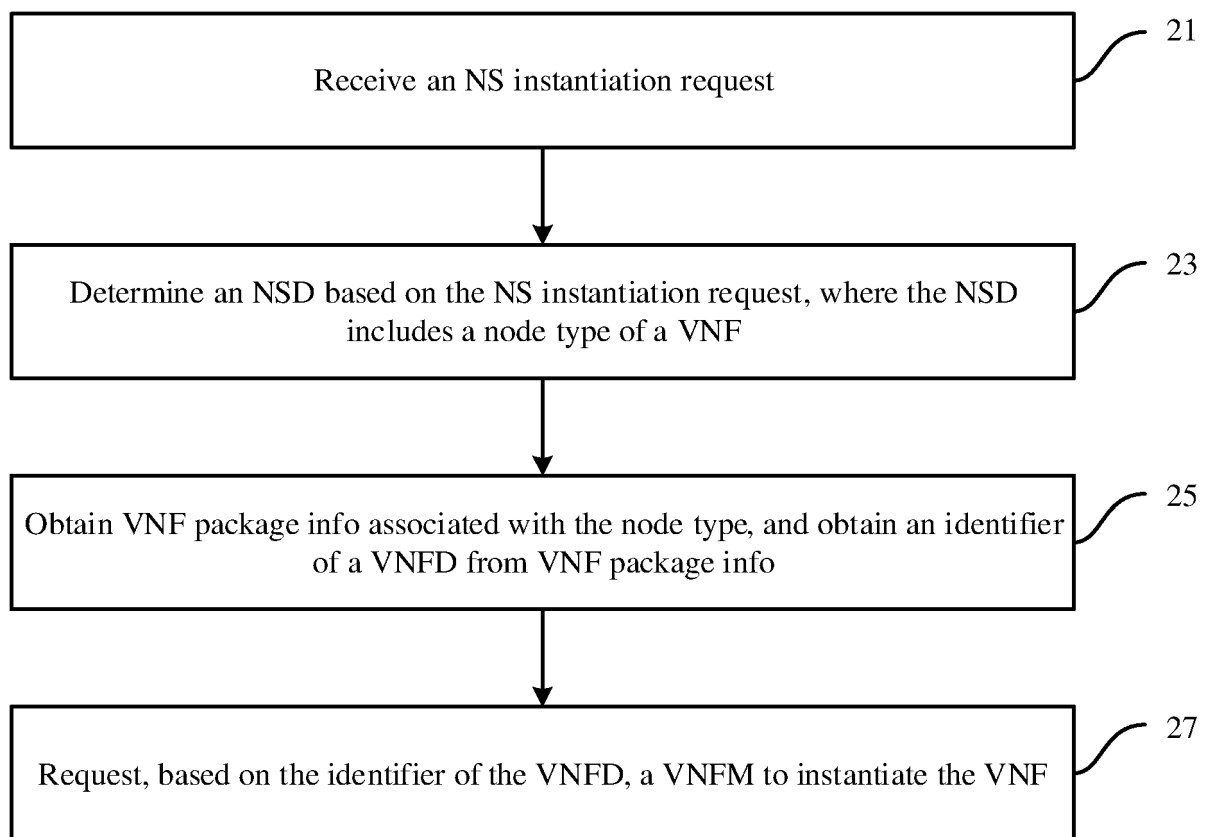 21
Receive an NS instantiation request
23
Determine an NSD based on the NS instantiation request, where the NSD
includes a node type of a VNF
25
Obtain VNF package info associated with the node type, and obtain an identifier
of a VNFD from VNF package info
27
Request, based on the identifier of the VNFD, a VNFM to instantiate the VNF